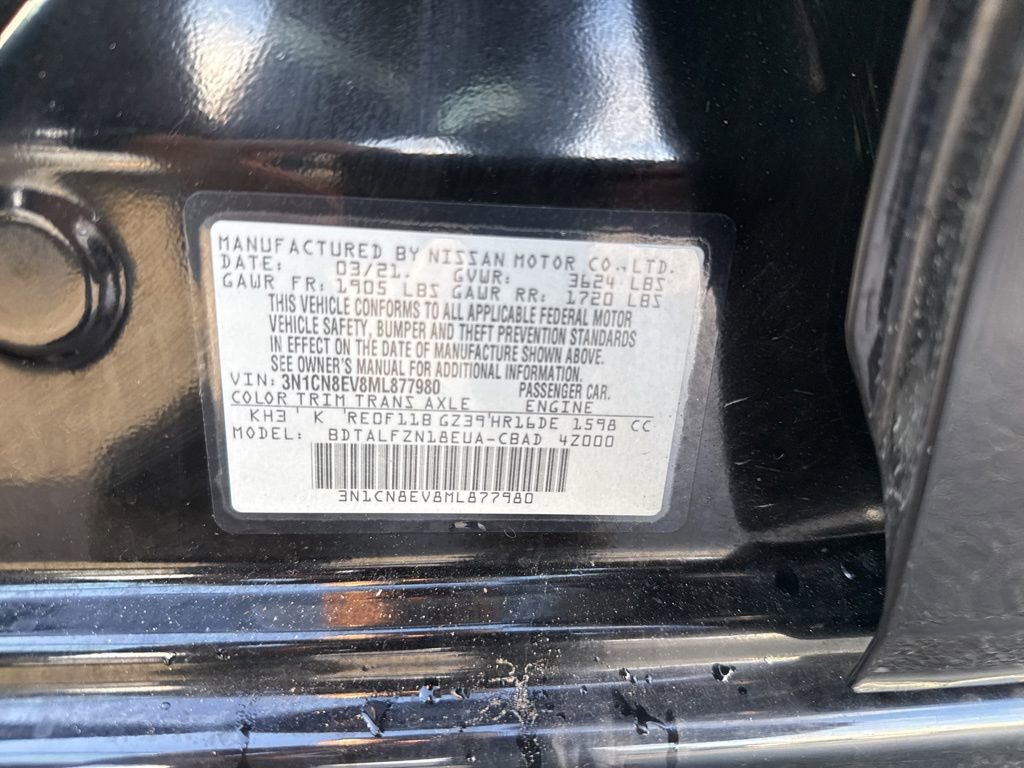 MANUFACTURED BY NISSAN MOTOR CO.,LTD.
DATE: 03/21. GVWR: 3624 LBS
GAWR FR: 1905 LBS GAWR RR: 1720 LBS
THIS VEHICLE CONFORMS TO ALL APPLICABLE FEDERAL MOTOR
VEHICLE SAFETY, BUMPER AND THEFT PREVENTION STANDARDS
IN EFFECT ON THE DATE OF MANUFACTURE SHOWN ABOVE.
SEE OWNER'S MANUAL FOR ADDITIONAL INFORMATION.
VIN: 3N1CN8EV8ML877980 PASSENGER CAR.
COLOR TRIM TRANS AXLE ENGINE
KH3 K RE0F11B GZ39 HR16DE 1598 CC
MODEL: BDTALFZN18EUA-CBAD 4Z000
3N1CN8EV8ML877980